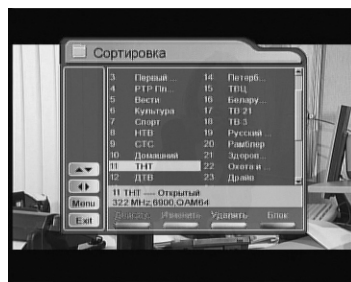 Сортировка
3 Первый ... 14 Петерб...
4 РТР Пл... 15 ТВЦ
5 Вести 16 Белару...
6 Культура 17 ТВ 21
7 Спорт 18 ТВ 3
8 НТВ 19 Русский ...
9 СТС 20 Рамблер
10 Домашний 21 Здороп...
11 ТНТ 22 Охота и ...
12 ДТВ 23 Драйв
Menu
Exit
11 ТНТ ---- Открытый
322 MHz,6900,QAM64
Изменить Удалить Блок